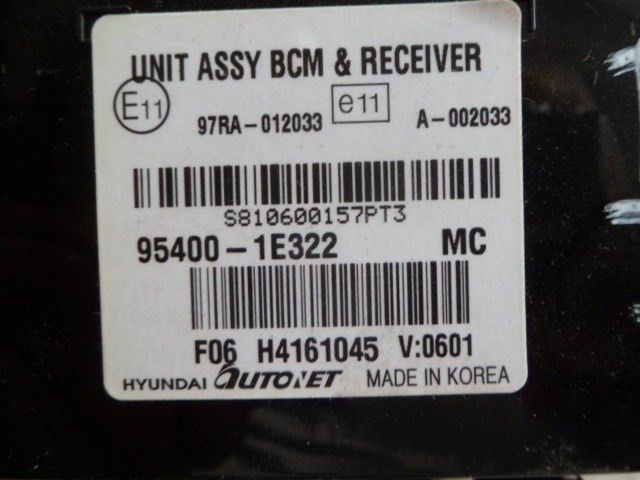 UNIT ASSY BCM & RECEIVER
E11 97RA-012033 e11 A-002033
S810600157PT3
95400-1E322 MC
F06 H4161045 V:0601
HYUNDAI AUTONET MADE IN KOREA